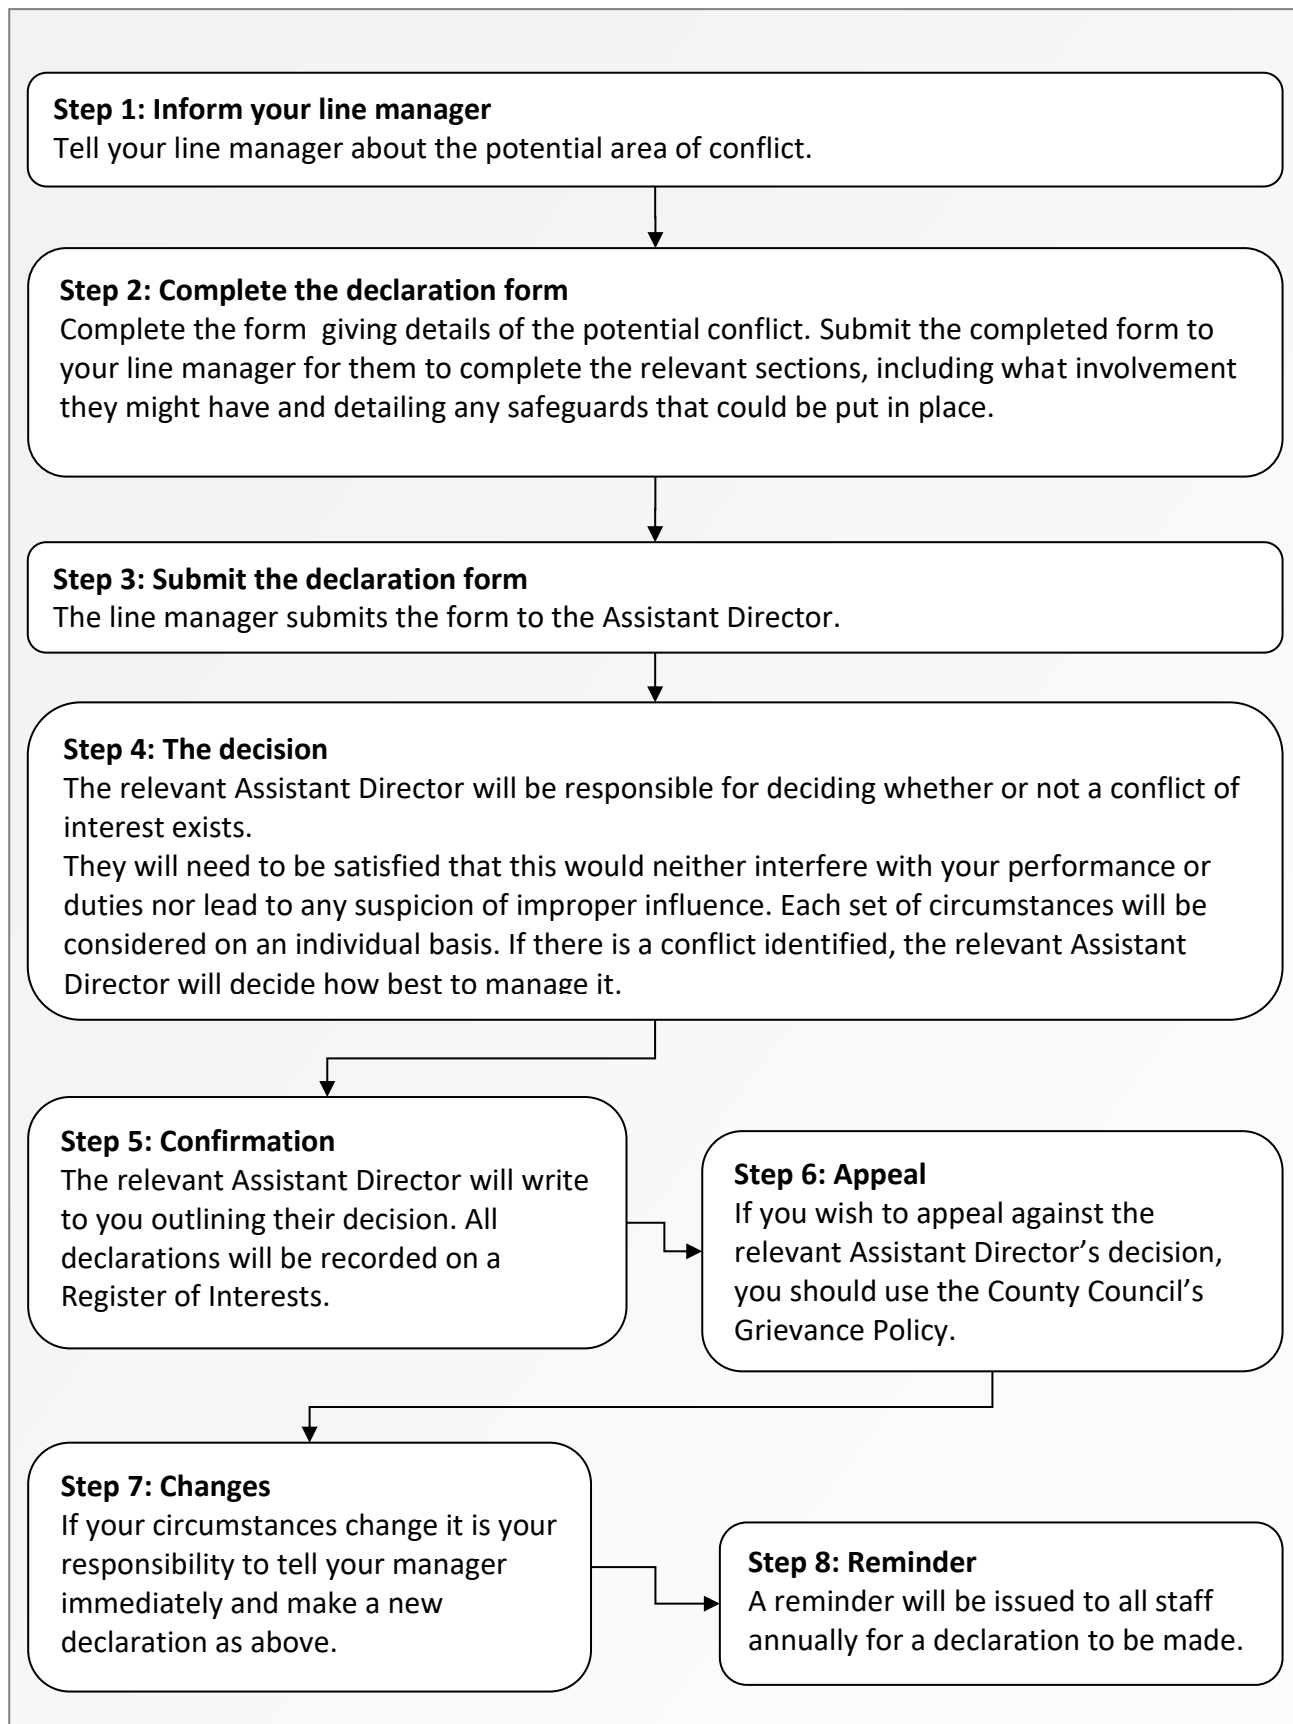 Step 1: Inform your line manager
Tell your line manager about the potential area of conflict.
Step 2: Complete the declaration form
Complete the form  giving details of the potential conflict. Submit the completed form to
your line manager for them to complete the relevant sections, including what involvement
they might have and detailing any safeguards that could be put in place.
Step 3: Submit the declaration form
The line manager submits the form to the Assistant Director.
Step 4: The decision
The relevant Assistant Director will be responsible for deciding whether or not a conflict of
interest exists.
They will need to be satisfied that this would neither interfere with your performance or
duties nor lead to any suspicion of improper influence. Each set of circumstances will be
considered on an individual basis. If there is a conflict identified, the relevant Assistant
Director will decide how best to manage it.
Step 5: Confirmation
The relevant Assistant Director will write
to you outlining their decision. All
declarations will be recorded on a
Register of Interests.
Step 6: Appeal
If you wish to appeal against the
relevant Assistant Director’s decision,
you should use the County Council’s
Grievance Policy.
Step 7: Changes
If your circumstances change it is your
responsibility to tell your manager
immediately and make a new
declaration as above.
Step 8: Reminder
A reminder will be issued to all staff
annually for a declaration to be made.